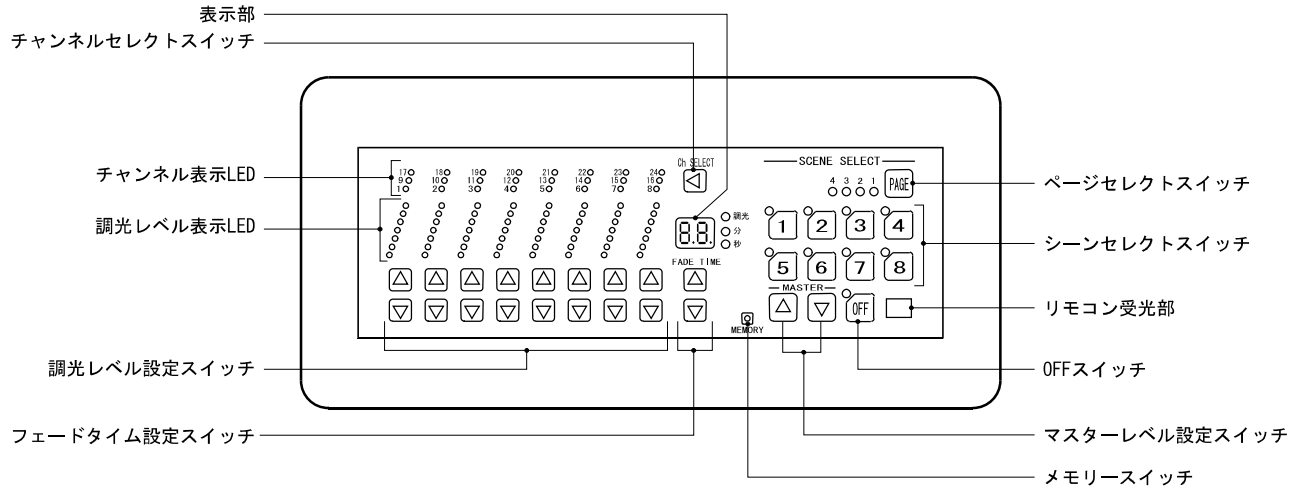 表示部
チャンネルセレクトスイッチ
チャンネル表示LED
調光レベル表示LED
調光レベル設定スイッチ
フェードタイム設定スイッチ
17 18 19 20 21 22 23 24
9 10 11 12 13 14 15 16
1 2 3 4 5 6 7 8
Ch SELECT
8.8.
調光
分
秒
FADE TIME
MEMORY
SCENE SELECT
4 3 2 1
PAGE
1 2 3 4
5 6 7 8
MASTER
OFF
ページセレクトスイッチ
シーンセレクトスイッチ
リモコン受光部
OFFスイッチ
マスターレベル設定スイッチ
メモリースイッチ